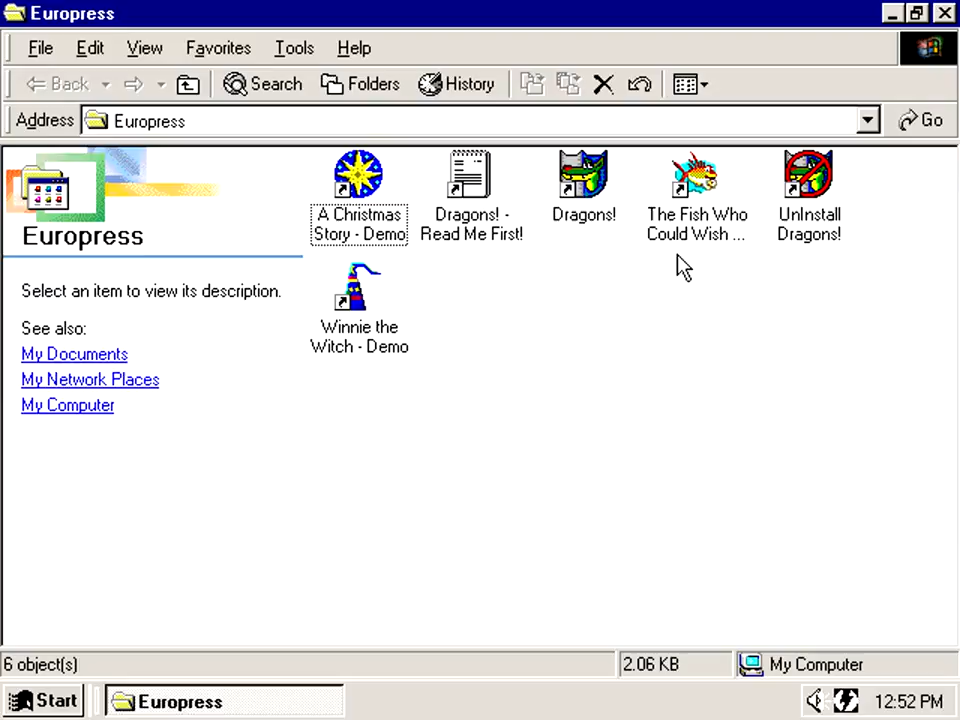 Europress
File Edit View Favorites Tools Help
Back Search Folders History
Address Europress Go
Europress
Select an item to view its description.
See also:
My Documents
My Network Places
My Computer
A Christmas
Story - Demo
Dragons! -
Read Me First!
Dragons!
The Fish Who
Could Wish ...
UnInstall
Dragons!
Winnie the
Witch - Demo
6 object(s) 2.06 KB My Computer
Start Europress 12:52 PM